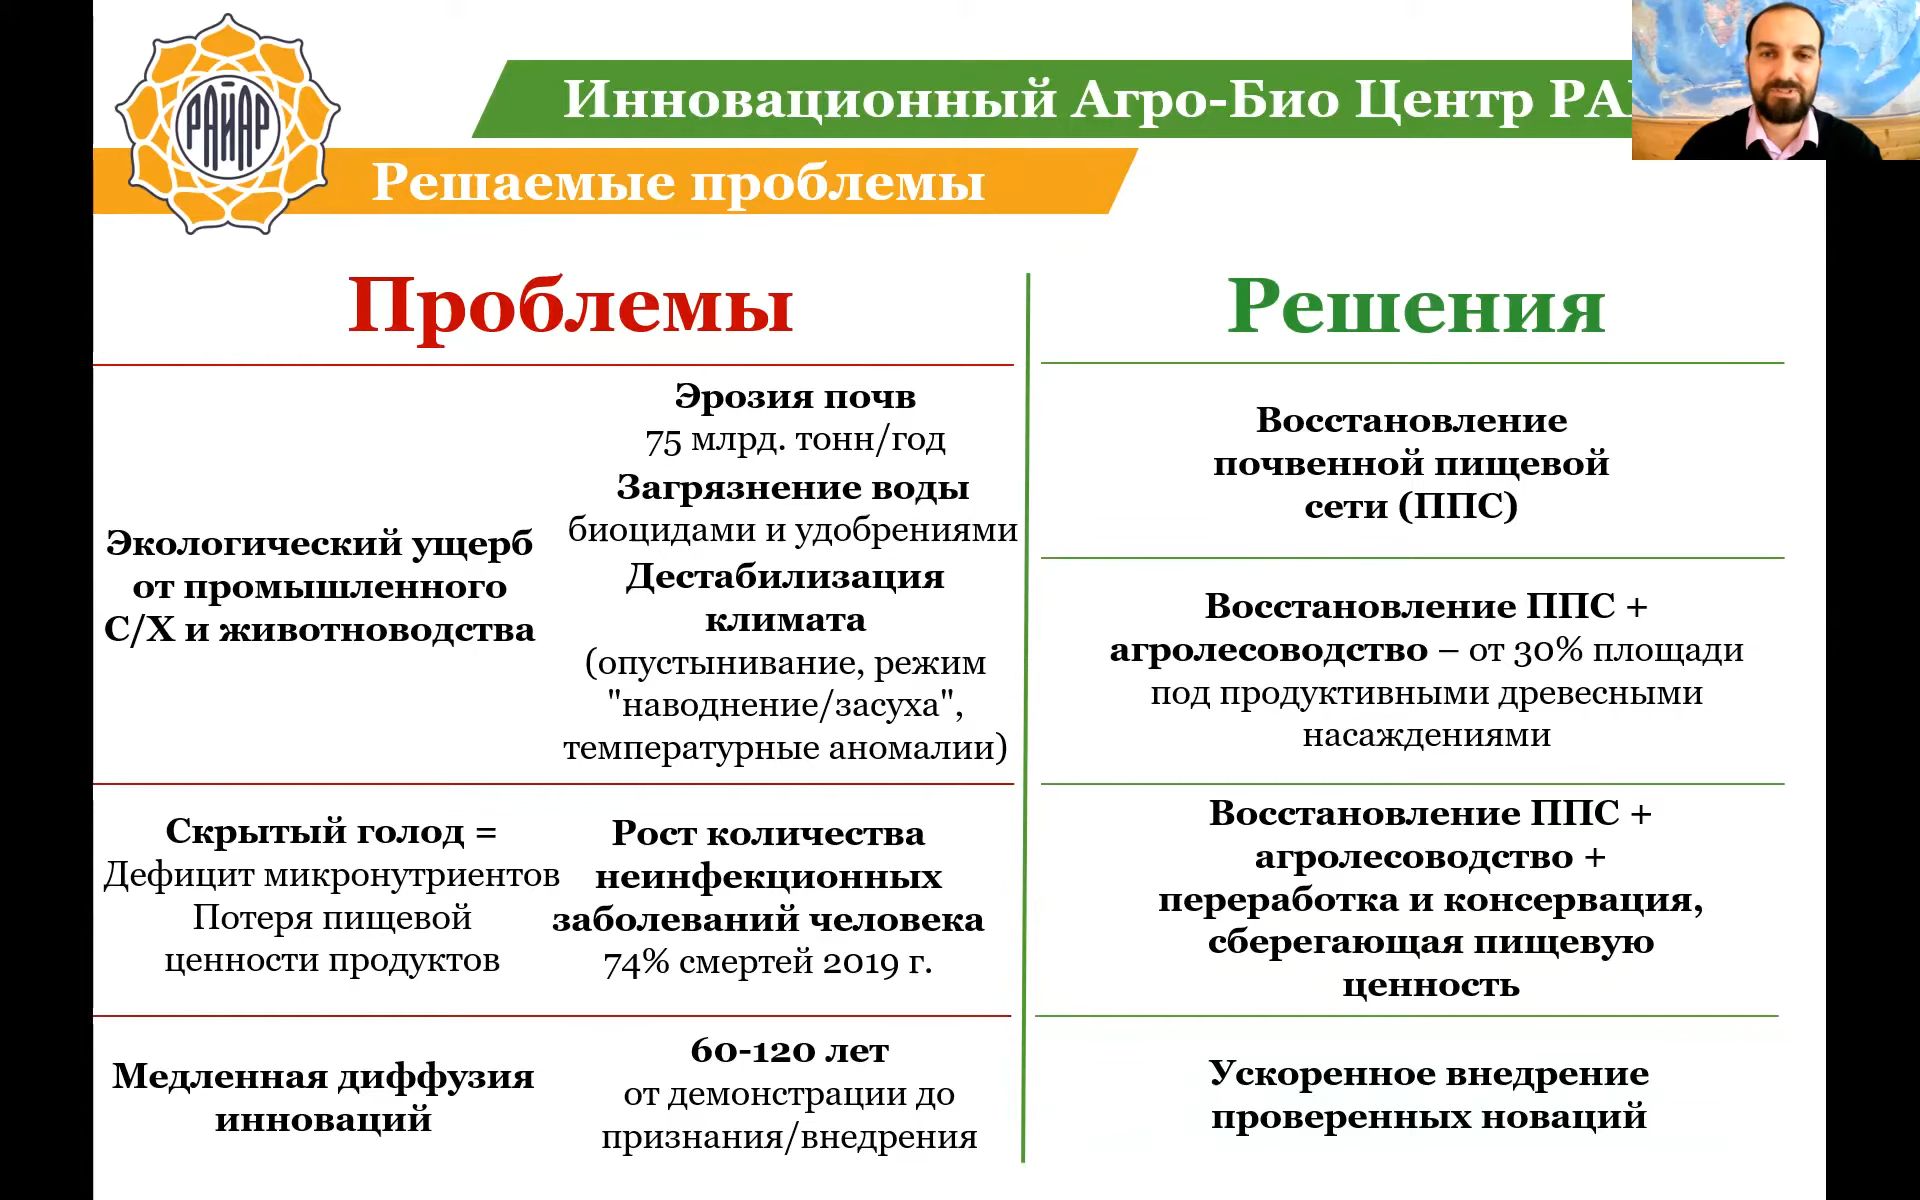 РАЙАР
Инновационный Агро-Био Центр
Решаемые проблемы
Проблемы
Решения
Экологический ущерб
от промышленного
С/Х и животноводства
Эрозия почв
75 млрд. тонн/год
Загрязнение воды
биоцидами и удобрениями
Дестабилизация
климата
(опустынивание, режим
"наводнение/засуха",
температурные аномалии)
Восстановление
почвенной пищевой
сети (ППС)
Восстановление ППС +
агролесоводство – от 30% площади
под продуктивными древесными
насаждениями
Скрытый голод =
Дефицит микронутриентов
Потеря пищевой
ценности продуктов
Рост количества
неинфекционных
заболеваний человека
74% смертей 2019 г.
Восстановление ППС +
агролесоводство +
переработка и консервация,
сберегающая пищевую
ценность
Медленная диффузия
инноваций
60-120 лет
от демонстрации до
признания/внедрения
Ускоренное внедрение
проверенных новаций